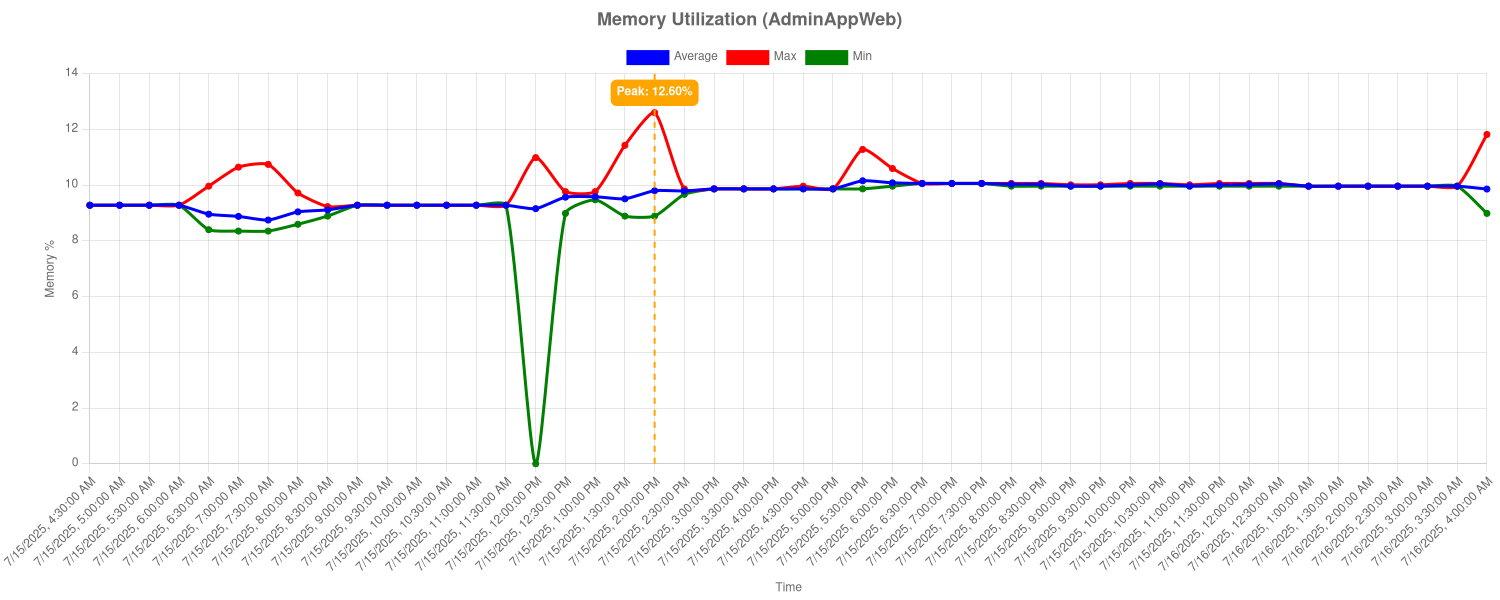 Memory Utilization (AdminAppWeb)
Average Max Min
Peak: 12.60%
14
12
10
8
6
4
2
0
Memory %
7/15/2025, 4:30:00 AM
7/15/2025, 5:00:00 AM
7/15/2025, 5:30:00 AM
7/15/2025, 6:00:00 AM
7/15/2025, 6:30:00 AM
7/15/2025, 7:00:00 AM
7/15/2025, 7:30:00 AM
7/15/2025, 8:00:00 AM
7/15/2025, 8:30:00 AM
7/15/2025, 9:00:00 AM
7/15/2025, 9:30:00 AM
7/15/2025, 10:00:00 AM
7/15/2025, 10:30:00 AM
7/15/2025, 11:00:00 AM
7/15/2025, 11:30:00 AM
7/15/2025, 12:00:00 PM
7/15/2025, 12:30:00 PM
7/15/2025, 1:00:00 PM
7/15/2025, 1:30:00 PM
7/15/2025, 2:00:00 PM
7/15/2025, 2:30:00 PM
7/15/2025, 3:00:00 PM
7/15/2025, 3:30:00 PM
7/15/2025, 4:00:00 PM
7/15/2025, 4:30:00 PM
7/15/2025, 5:00:00 PM
7/15/2025, 5:30:00 PM
7/15/2025, 6:00:00 PM
7/15/2025, 6:30:00 PM
7/15/2025, 7:00:00 PM
7/15/2025, 7:30:00 PM
7/15/2025, 8:00:00 PM
7/15/2025, 8:30:00 PM
7/15/2025, 9:00:00 PM
7/15/2025, 9:30:00 PM
7/15/2025, 10:00:00 PM
7/15/2025, 10:30:00 PM
7/15/2025, 11:00:00 PM
7/15/2025, 11:30:00 PM
7/16/2025, 12:00:00 AM
7/16/2025, 12:30:00 AM
7/16/2025, 1:00:00 AM
7/16/2025, 1:30:00 AM
7/16/2025, 2:00:00 AM
7/16/2025, 2:30:00 AM
7/16/2025, 3:00:00 AM
7/16/2025, 3:30:00 AM
7/16/2025, 4:00:00 AM
Time